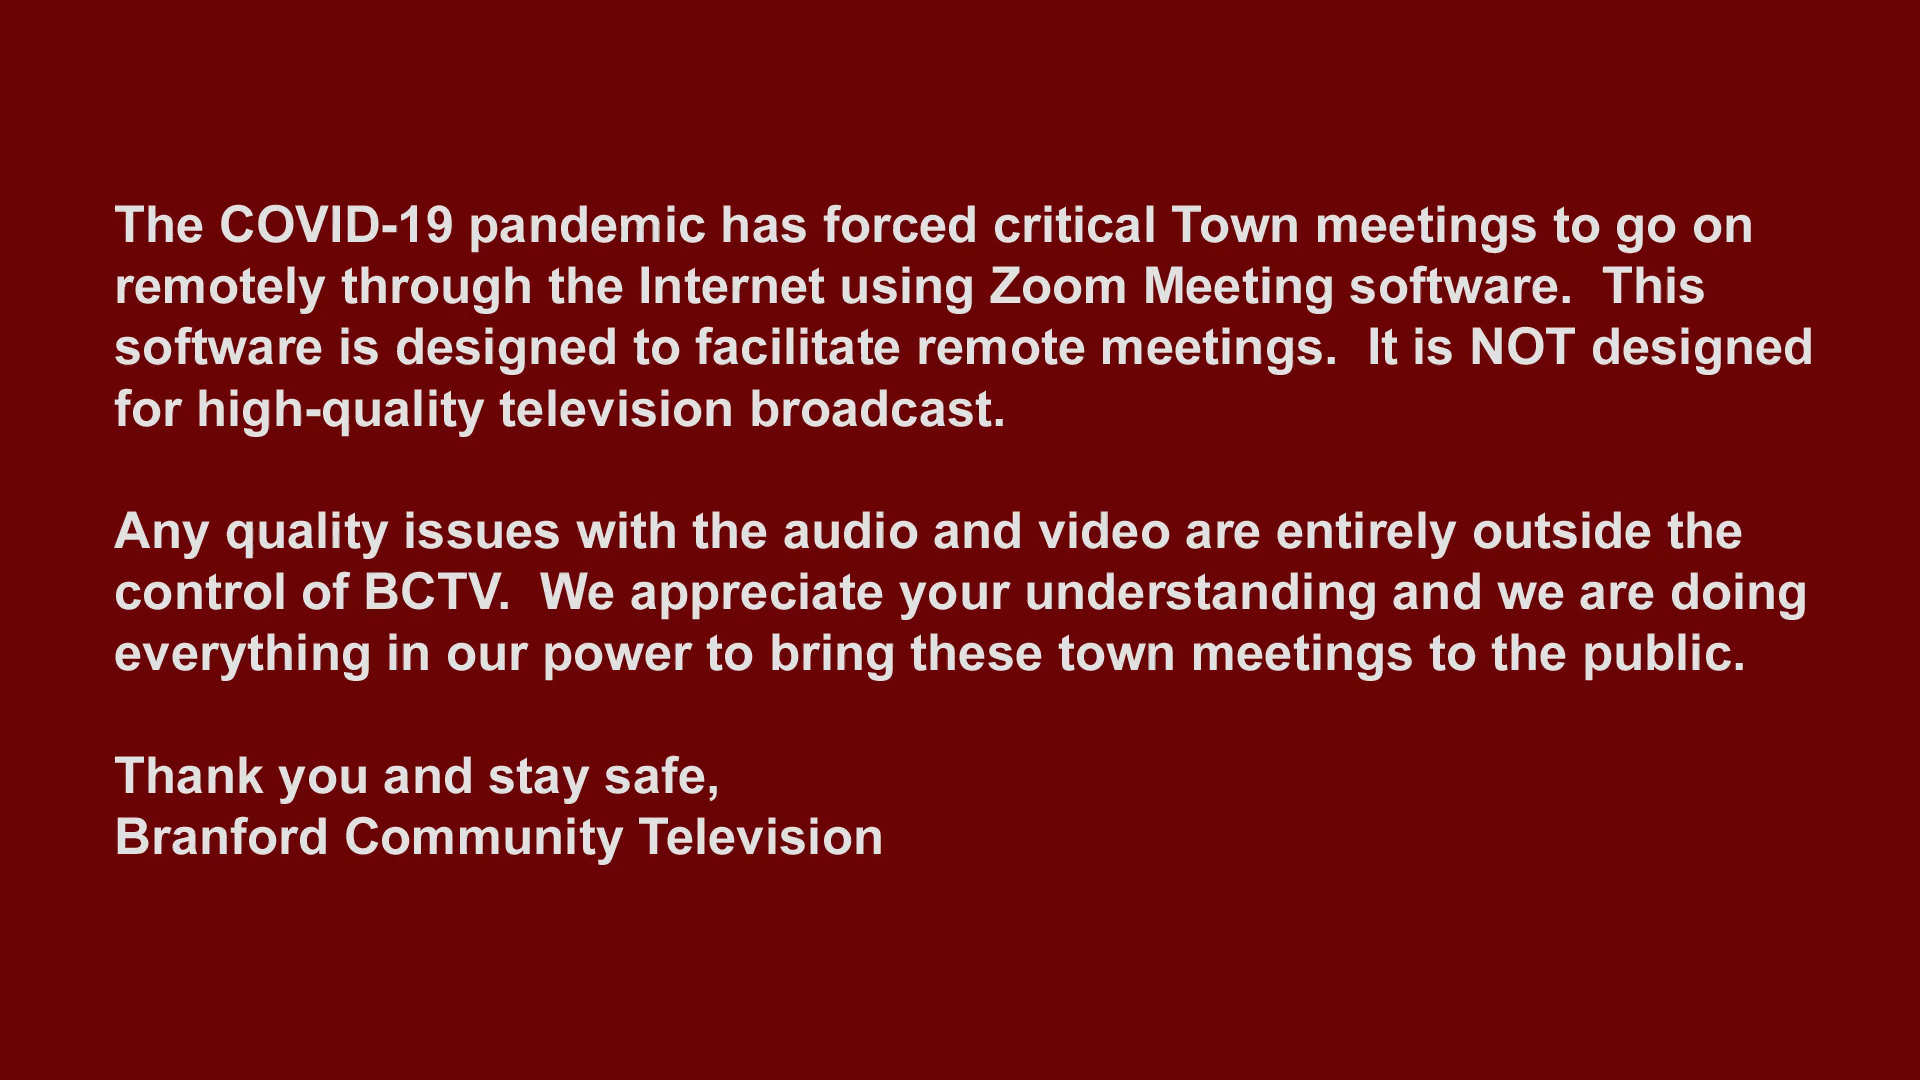 The COVID-19 pandemic has forced critical Town meetings to go on
remotely through the Internet using Zoom Meeting software.  This
software is designed to facilitate remote meetings.  It is NOT designed
for high-quality television broadcast.
Any quality issues with the audio and video are entirely outside the
control of BCTV.  We appreciate your understanding and we are doing
everything in our power to bring these town meetings to the public.
Thank you and stay safe,
Branford Community Television